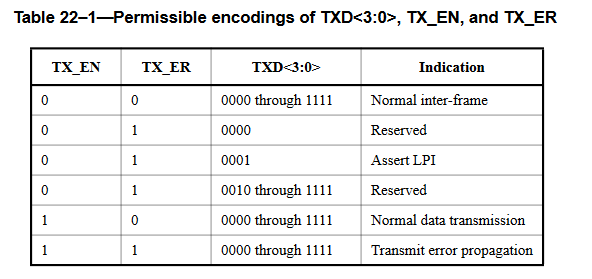 Table 22–1—Permissible encodings of TXD<3:0>, TX_EN, and TX_ER
TX_EN TX_ER TXD<3:0> Indication
0 0 0000 through 1111 Normal inter-frame
0 1 0000 Reserved
0 1 0001 Assert LPI
0 1 0010 through 1111 Reserved
1 0 0000 through 1111 Normal data transmission
1 1 0000 through 1111 Transmit error propagation